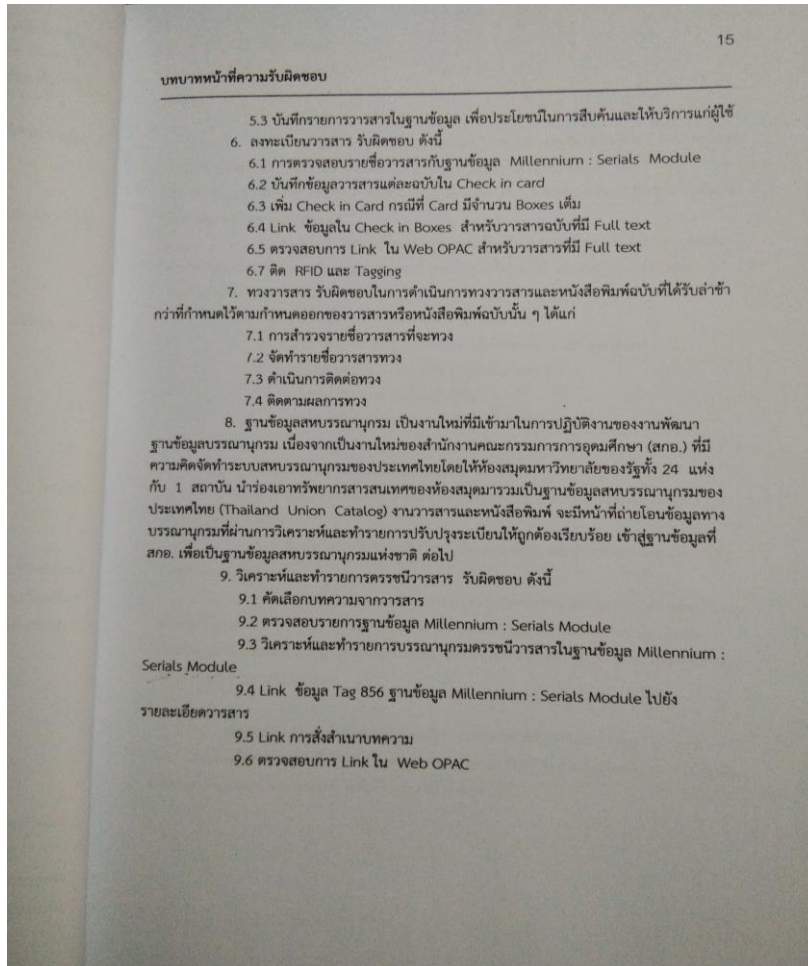 15
บทบาทหน้าที่ความรับผิดชอบ
5.3 บันทึกรายการวารสารในฐานข้อมูล เพื่อประโยชน์ในการสืบค้นและให้บริการแก่ผู้ใช้
6. ลงทะเบียนวารสาร รับผิดชอบ ดังนี้
6.1 การตรวจสอบรายชื่อวารสารกับฐานข้อมูล Millennium : Serials Module
6.2 บันทึกข้อมูลวารสารแต่ละฉบับใน Check in card
6.3 เพิ่ม Check in Card กรณีที่ Card มีจำนวน Boxes เต็ม
6.4 Link ข้อมูลใน Check in Boxes สำหรับวารสารฉบับที่มี Full text
6.5 ตรวจสอบการ Link ใน Web OPAC สำหรับวารสารที่มี Full text
6.7 ติด RFID และ Tagging
7. ทวงวารสาร รับผิดชอบในการดำเนินการทวงวารสารและหนังสือพิมพ์ฉบับที่ได้รับล่าช้า
กว่าที่กำหนดไว้ตามกำหนดออกของวารสารหรือหนังสือพิมพ์ฉบับนั้น ๆ ได้แก่
7.1 การสำรวจรายชื่อวารสารที่จะทวง
7.2 จัดทำรายชื่อวารสารทวง
7.3 ดำเนินการติดต่อทวง
7.4 ติดตามผลการทวง
8. ฐานข้อมูลสหบรรณานุกรม เป็นงานใหม่ที่มีเข้ามาในการปฏิบัติงานของงานพัฒนา
ฐานข้อมูลบรรณานุกรม เนื่องจากเป็นงานใหม่ของสำนักงานคณะกรรมการการอุดมศึกษา (สกอ.) ที่มี
ความคิดจัดทำระบบสหบรรณานุกรมของประเทศไทยโดยให้ห้องสมุดมหาวิทยาลัยของรัฐทั้ง 24 แห่ง
กับ 1 สถาบัน นำร่องเอาทรัพยากรสารสนเทศของห้องสมุดมารวมเป็นฐานข้อมูลสหบรรณานุกรมของ
ประเทศไทย (Thailand Union Catalog) งานวารสารและหนังสือพิมพ์ จะมีหน้าที่ถ่ายโอนข้อมูลทาง
บรรณานุกรมที่ผ่านการวิเคราะห์และทำรายการปรับปรุงระเบียนให้ถูกต้องเรียบร้อย เข้าสู่ฐานข้อมูลที่
สกอ. เพื่อเป็นฐานข้อมูลสหบรรณานุกรมแห่งชาติ ต่อไป
9. วิเคราะห์และทำรายการดรรชนีวารสาร รับผิดชอบ ดังนี้
9.1 คัดเลือกบทความจากวารสาร
9.2 ตรวจสอบรายการฐานข้อมูล Millennium : Serials Module
9.3 วิเคราะห์และทำรายการบรรณานุกรมดรรชนีวารสารในฐานข้อมูล Millennium :
Serials Module
9.4 Link ข้อมูล Tag 856 ฐานข้อมูล Millennium : Serials Module ไปยัง
รายละเอียดวารสาร
9.5 Link การสั่งสำเนาบทความ
9.6 ตรวจสอบการ Link ใน Web OPAC